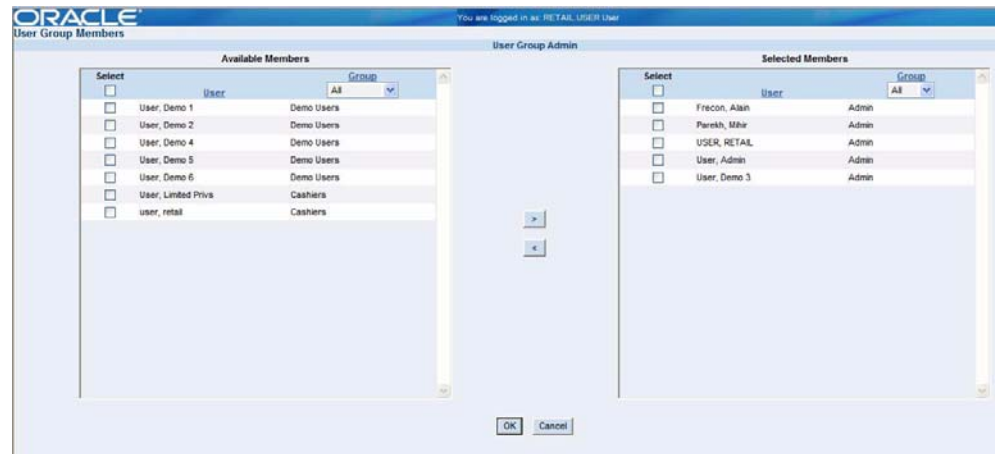 ORACLE
You are logged in as: RETAIL USER User
User Group Members
User Group Admin
Available Members
Select User Group
All
User, Demo 1 Demo Users
User, Demo 2 Demo Users
User, Demo 4 Demo Users
User, Demo 5 Demo Users
User, Demo 6 Demo Users
User, Limited Privs Cashiers
user, retail Cashiers
>
<
Selected Members
Select User Group
All
Frecon, Alain Admin
Parekh, Mihir Admin
USER, RETAIL Admin
User, Admin Admin
User, Demo 3 Admin
OK Cancel